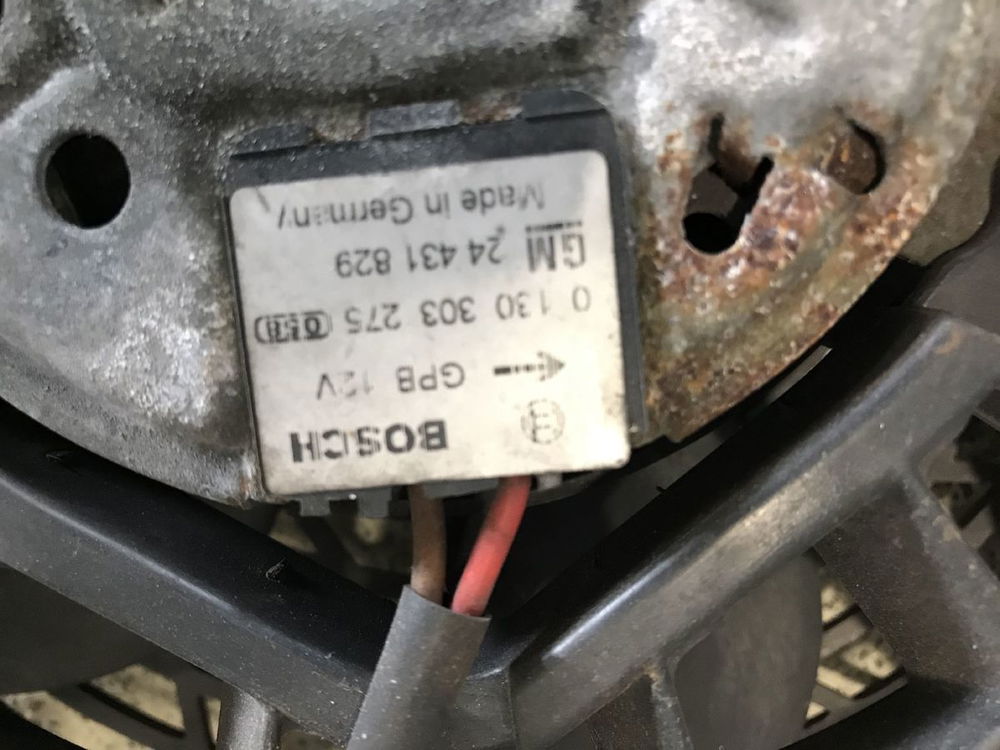 BOSCH
GPB 12V
0 130 303 275
GM 24 431 829
Made in Germany